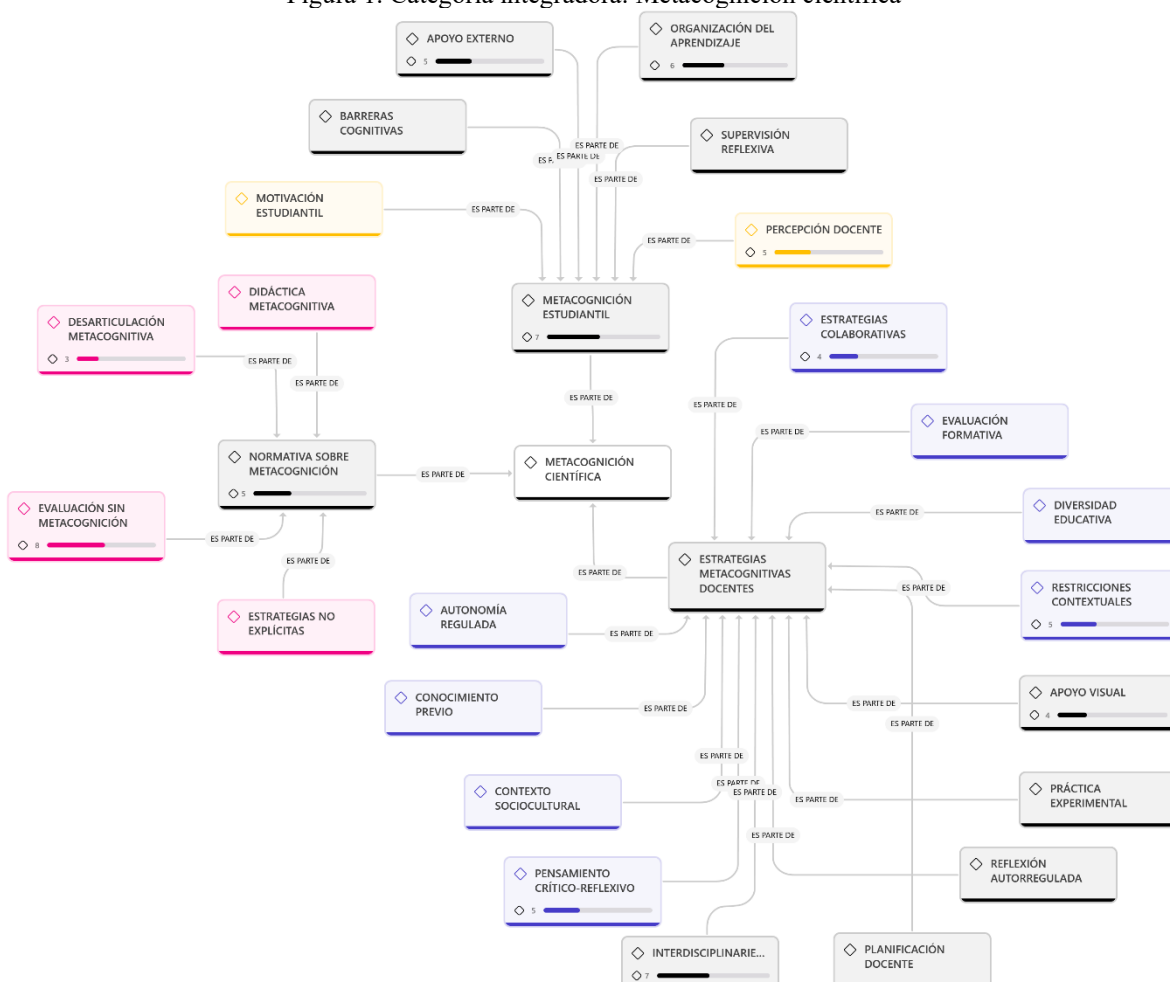 Figura 1. Categoría integradora: Metacognición científica
APOYO EXTERNO
5
ORGANIZACIÓN DEL
APRENDIZAJE
6
BARRERAS
COGNITIVAS
SUPERVISIÓN
REFLEXIVA
ES PARTE DE
ES PARTE DE
ES PARTE DE
MOTIVACIÓN
ESTUDIANTIL
ES PARTE DE
PERCEPCIÓN DOCENTE
5
ES PARTE DE
DIDÁCTICA
METACOGNITIVA
METACOGNICIÓN
ESTUDIANTIL
7
DESARTICULACIÓN
METACOGNITIVA
3
ESTRATEGIAS
COLABORATIVAS
4
ES PARTE DE
ES PARTE DE
ES PARTE DE
ES PARTE DE
EVALUACIÓN
FORMATIVA
ES PARTE DE
NORMATIVA SOBRE
METACOGNICIÓN
5
ES PARTE DE
METACOGNICIÓN
CIENTÍFICA
EVALUACIÓN SIN
METACOGNICIÓN
8
ES PARTE DE
DIVERSIDAD
EDUCATIVA
ES PARTE DE
ES PARTE DE
ESTRATEGIAS
METACOGNITIVAS
DOCENTES
ES PARTE DE
ES PARTE DE
RESTRICCIONES
CONTEXTUALES
5
ESTRATEGIAS NO
EXPLÍCITAS
AUTONOMÍA
REGULADA
ES PARTE DE
CONOCIMIENTO
PREVIO
ES PARTE DE
ES PARTE DE
APOYO VISUAL
4
ES PARTE DE
ES PARTE DE
ES PARTE DE
ES PARTE DE
CONTEXTO
SOCIOCULTURAL
ES PARTE DE
PRÁCTICA
EXPERIMENTAL
ES PARTE DE
PENSAMIENTO
CRÍTICO-REFLEXIVO
5
REFLEXIÓN
AUTORREGULADA
INTERDISCIPLINARIE...
7
PLANIFICACIÓN
DOCENTE